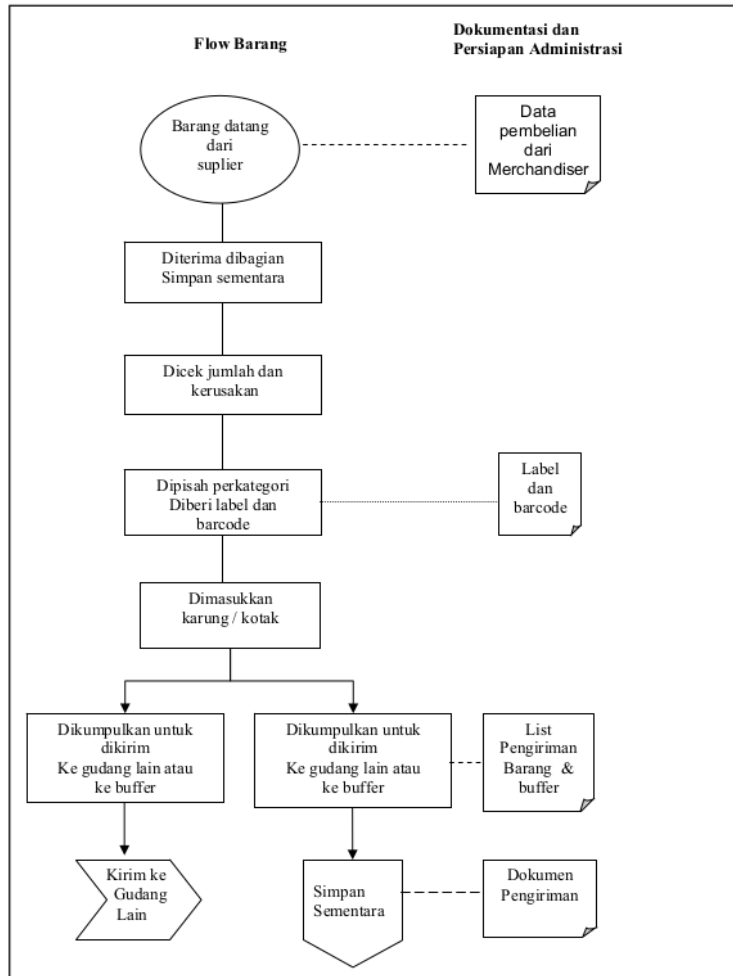 Flow Barang
Dokumentasi dan
Persiapan Administrasi
Barang datang
dari
suplier
Data
pembelian
dari
Merchandiser
Diterima dibagian
Simpan sementara
Dicek jumlah dan
kerusakan
Dipisah perkategori
Diberi label dan
barcode
Label
dan
barcode
Dimasukkan
karung / kotak
Dikumpulkan untuk
dikirim
Ke gudang lain atau
ke buffer
Dikumpulkan untuk
dikirim
Ke gudang lain atau
ke buffer
List
Pengiriman
Barang &
buffer
Kirim ke
Gudang
Lain
Simpan
Sementara
Dokumen
Pengiriman